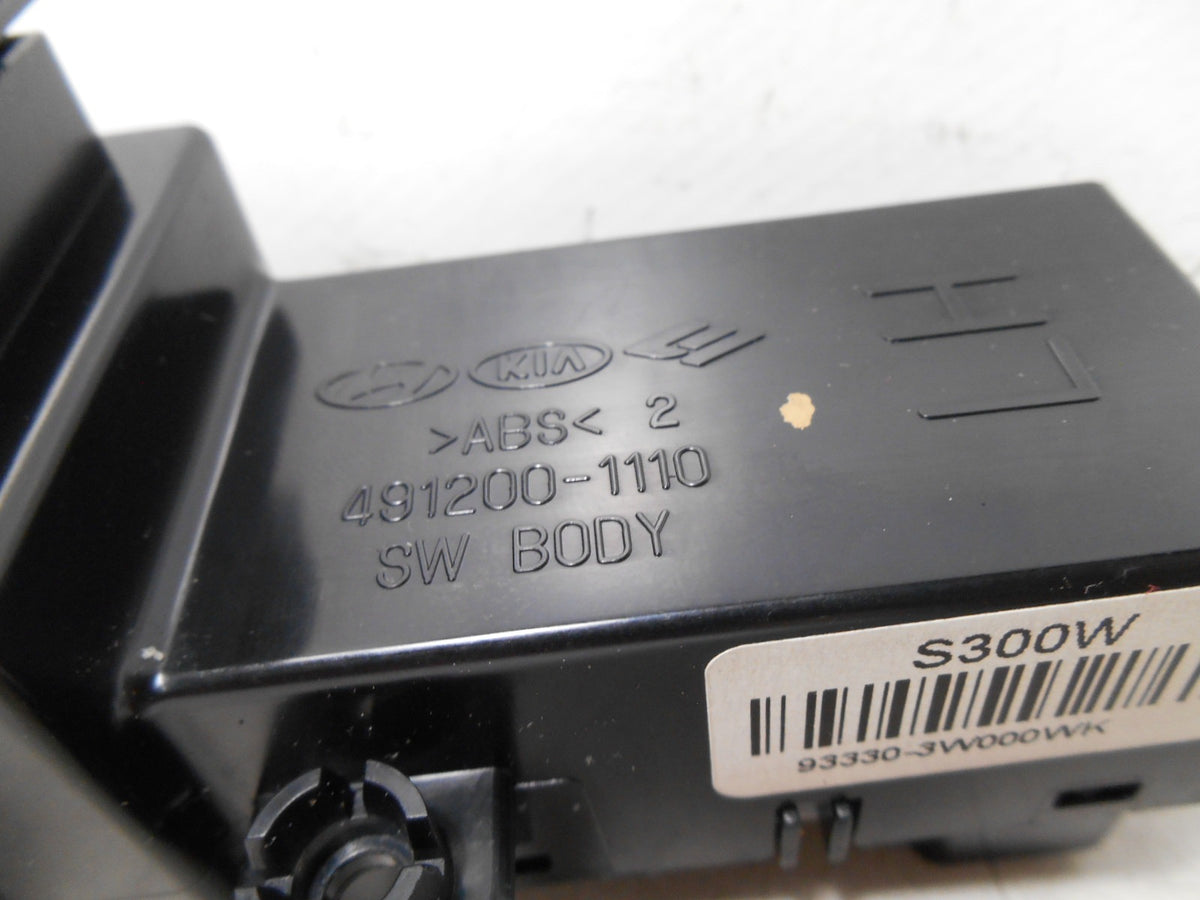 KIA
>ABS< 2
491200-1110
SW BODY
LH
S300W
93330-3W000WK